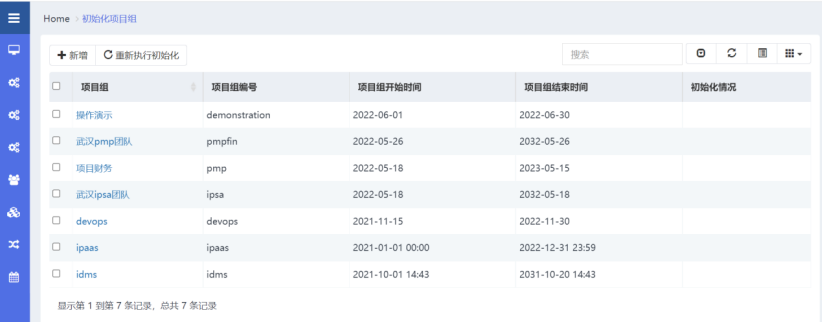 Home > 初始化项目组
新增 重新执行初始化 搜索
项目组 项目组编号 项目组开始时间 项目组结束时间 初始化情况
操作演示 demonstration 2022-06-01 2022-06-30
武汉pmp团队 pmpfin 2022-05-26 2032-05-26
项目财务 pmp 2022-05-18 2023-05-15
武汉ipsa团队 ipsa 2022-05-18 2032-05-18
devops devops 2021-11-15 2022-11-30
ipaas ipaas 2021-01-01 00:00 2022-12-31 23:59
idms idms 2021-10-01 14:43 2031-10-20 14:43
显示第 1 到第 7 条记录，总共 7 条记录